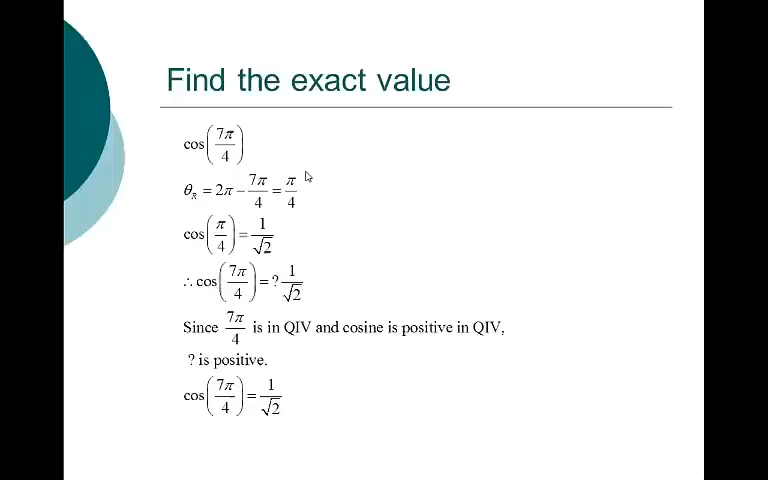 Find the exact value
cos(7π/4)
θ_R = 2π − 7π/4 = π/4
cos(π/4) = 1/√2
∴ cos(7π/4) = ? 1/√2
Since 7π/4 is in QIV and cosine is positive in QIV,
? is positive.
cos(7π/4) = 1/√2